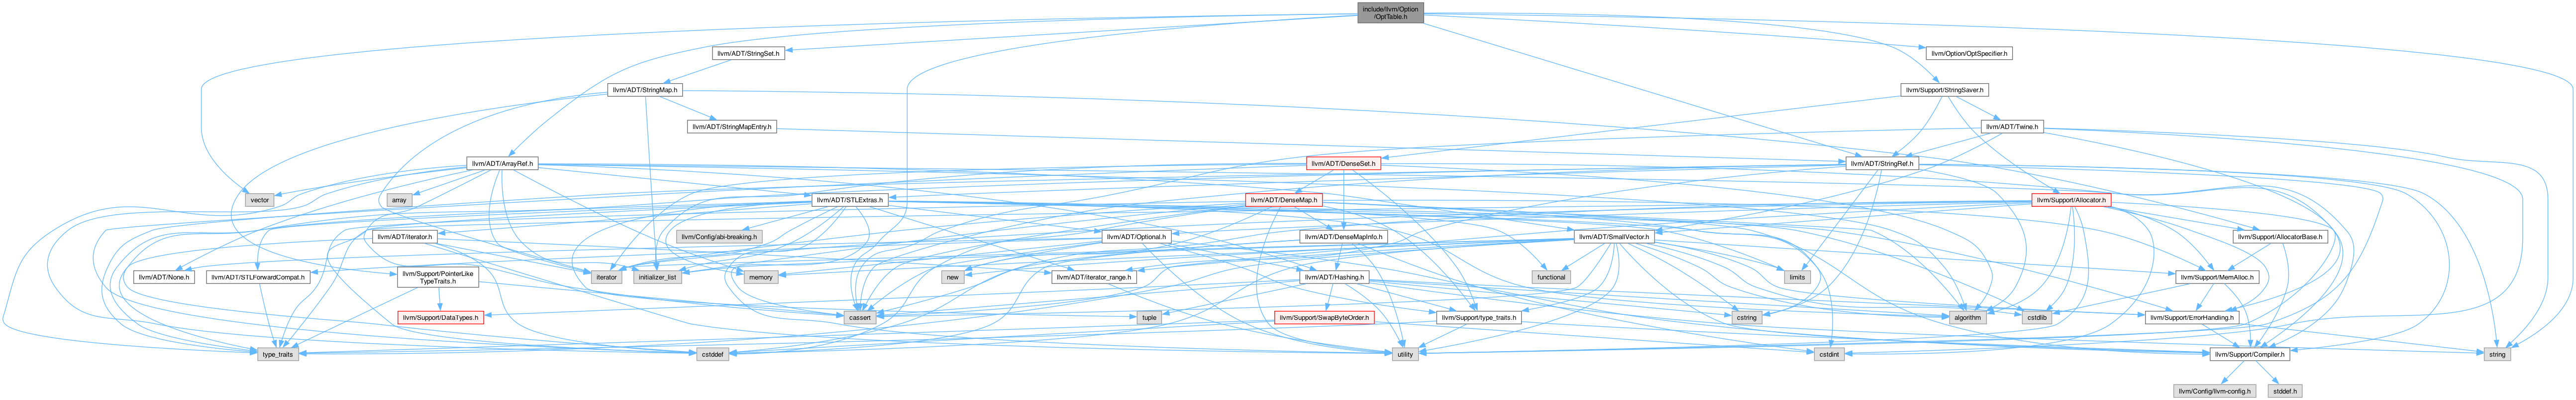 include/llvm/Option
/OptTable.h
llvm/ADT/StringSet.h
llvm/Option/OptSpecifier.h
llvm/ADT/StringMap.h
llvm/Support/StringSaver.h
llvm/ADT/StringMapEntry.h
llvm/ADT/Twine.h
llvm/ADT/ArrayRef.h
llvm/ADT/DenseSet.h
llvm/ADT/StringRef.h
vector
array
llvm/ADT/STLExtras.h
llvm/ADT/DenseMap.h
llvm/Support/Allocator.h
llvm/ADT/iterator.h
llvm/Config/abi-breaking.h
llvm/ADT/Optional.h
llvm/ADT/DenseMapInfo.h
llvm/ADT/SmallVector.h
llvm/Support/AllocatorBase.h
llvm/ADT/None.h
llvm/ADT/STLForwardCompat.h
llvm/Support/PointerLike
TypeTraits.h
iterator
initializer_list
memory
new
llvm/ADT/iterator_range.h
llvm/ADT/Hashing.h
functional
limits
llvm/Support/MemAlloc.h
llvm/Support/DataTypes.h
cassert
tuple
llvm/Support/SwapByteOrder.h
llvm/Support/type_traits.h
cstring
algorithm
cstdlib
llvm/Support/ErrorHandling.h
type_traits
cstddef
utility
cstdint
llvm/Support/Compiler.h
string
llvm/Config/llvm-config.h
stddef.h